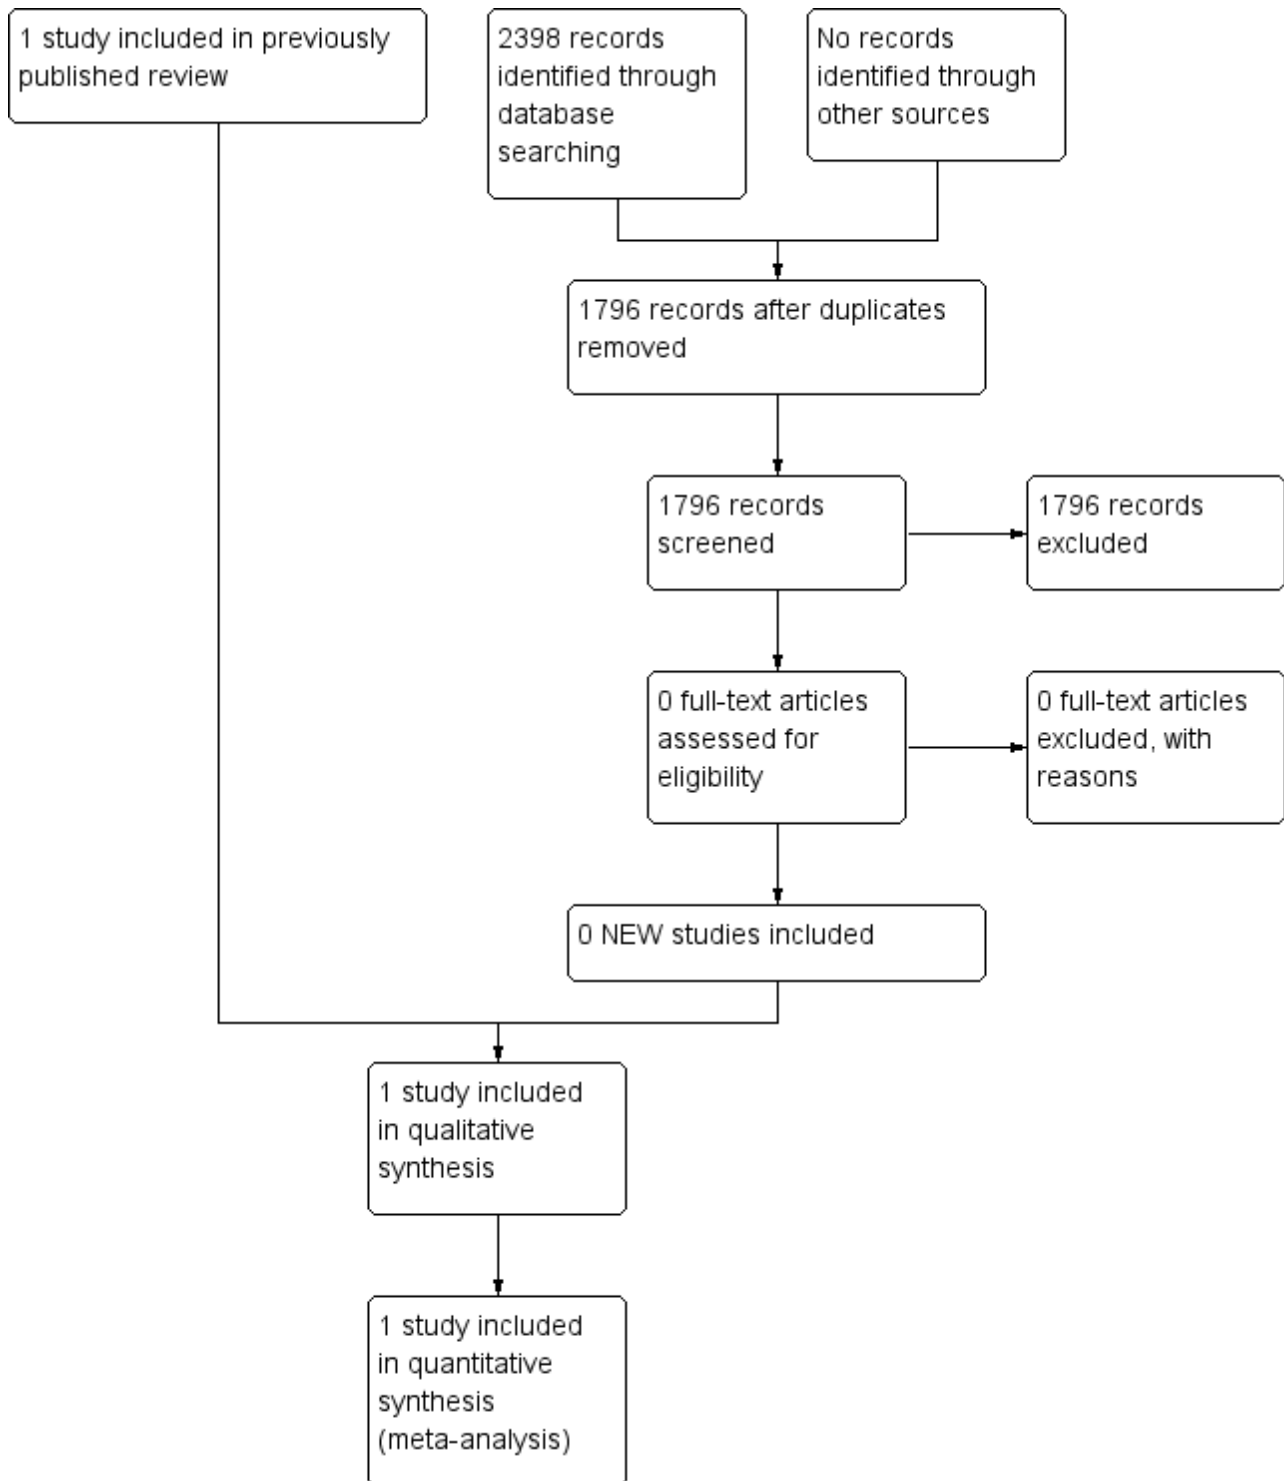 1 study included in previously
published review
2398 records
identified through
database
searching
No records
identified through
other sources
1796 records after duplicates
removed
1796 records
screened
1796 records
excluded
0 full-text articles
assessed for
eligibility
0 full-text articles
excluded, with
reasons
0 NEW studies included
1 study included
in qualitative
synthesis
1 study included
in quantitative
synthesis
(meta-analysis)